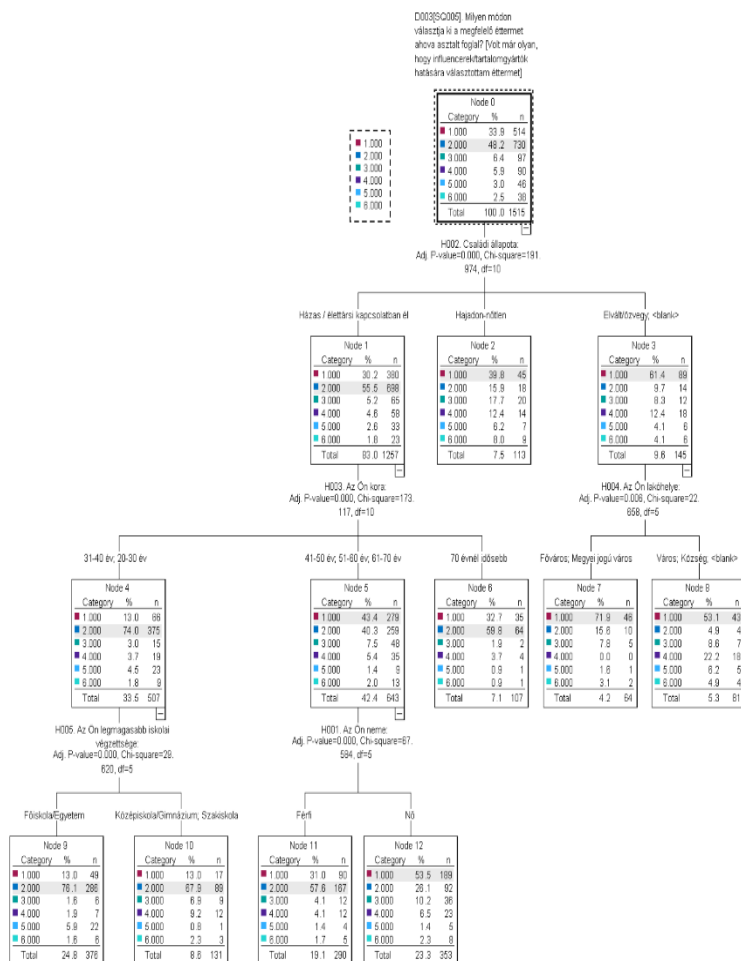 D003[SQ005]. Milyen módon
választja ki a megfelelő éttermet
ahova asztalt foglal? [Volt már olyan,
hogy influencerek/tartalomgyártók
hatására választottam éttermet]
Node 0
Category % n
1.000 33.9 514
2.000 48.2 730
3.000 6.4 97
4.000 5.9 90
5.000 3.0 46
6.000 2.5 38
Total 100.0 1515
1.000
2.000
3.000
4.000
5.000
6.000
H002. Családi állapota:
Adj. P-value=0.000, Chi-square=191.
974, df=10
Házas / élettársi kapcsolatban él
Hajadon-nőtlen
Elvált/özvegy; <blank>
Node 1
Category % n
1.000 30.2 380
2.000 55.5 698
3.000 5.2 65
4.000 4.6 58
5.000 2.6 33
6.000 1.8 23
Total 83.0 1257
Node 2
Category % n
1.000 39.8 45
2.000 15.9 18
3.000 17.7 20
4.000 12.4 14
5.000 6.2 7
6.000 8.0 9
Total 7.5 113
Node 3
Category % n
1.000 61.4 89
2.000 9.7 14
3.000 8.3 12
4.000 12.4 18
5.000 4.1 6
6.000 4.1 6
Total 9.6 145
H003. Az Ön kora:
Adj. P-value=0.000, Chi-square=173.
117, df=10
H004. Az Ön lakóhelye:
Adj. P-value=0.006, Chi-square=22.
658, df=5
31-40 év; 20-30 év
41-50 év; 51-60 év; 61-70 év
70 évnél idősebb
Főváros; Megyei jogú város
Város; Község; <blank>
Node 4
Category % n
1.000 13.0 66
2.000 74.0 375
3.000 3.0 15
4.000 3.7 19
5.000 4.5 23
6.000 1.8 9
Total 33.5 507
Node 5
Category % n
1.000 43.4 279
2.000 40.3 259
3.000 7.5 48
4.000 5.4 35
5.000 1.4 9
6.000 2.0 13
Total 42.4 643
Node 6
Category % n
1.000 32.7 35
2.000 59.8 64
3.000 1.9 2
4.000 3.7 4
5.000 0.9 1
6.000 0.9 1
Total 7.1 107
Node 7
Category % n
1.000 71.9 46
2.000 15.6 10
3.000 7.8 5
4.000 0.0 0
5.000 1.6 1
6.000 3.1 2
Total 4.2 64
Node 8
Category % n
1.000 53.1 43
2.000 4.9 4
3.000 8.6 7
4.000 22.2 18
5.000 6.2 5
6.000 4.9 4
Total 5.3 81
H005. Az Ön legmagasabb iskolai
végzettsége:
Adj. P-value=0.000, Chi-square=29.
620, df=5
H001. Az Ön neme:
Adj. P-value=0.000, Chi-square=67.
594, df=5
Főiskola/Egyetem
Középiskola/Gimnázium; Szakiskola
Férfi
Nő
Node 9
Category % n
1.000 13.0 49
2.000 76.1 286
3.000 1.6 6
4.000 1.9 7
5.000 5.9 22
6.000 1.6 6
Total 24.8 376
Node 10
Category % n
1.000 13.0 17
2.000 67.9 89
3.000 6.9 9
4.000 9.2 12
5.000 0.8 1
6.000 2.3 3
Total 8.6 131
Node 11
Category % n
1.000 31.0 90
2.000 57.6 167
3.000 4.1 12
4.000 4.1 12
5.000 1.4 4
6.000 1.7 5
Total 19.1 290
Node 12
Category % n
1.000 53.5 189
2.000 26.1 92
3.000 10.2 36
4.000 6.5 23
5.000 1.4 5
6.000 2.3 8
Total 23.3 353